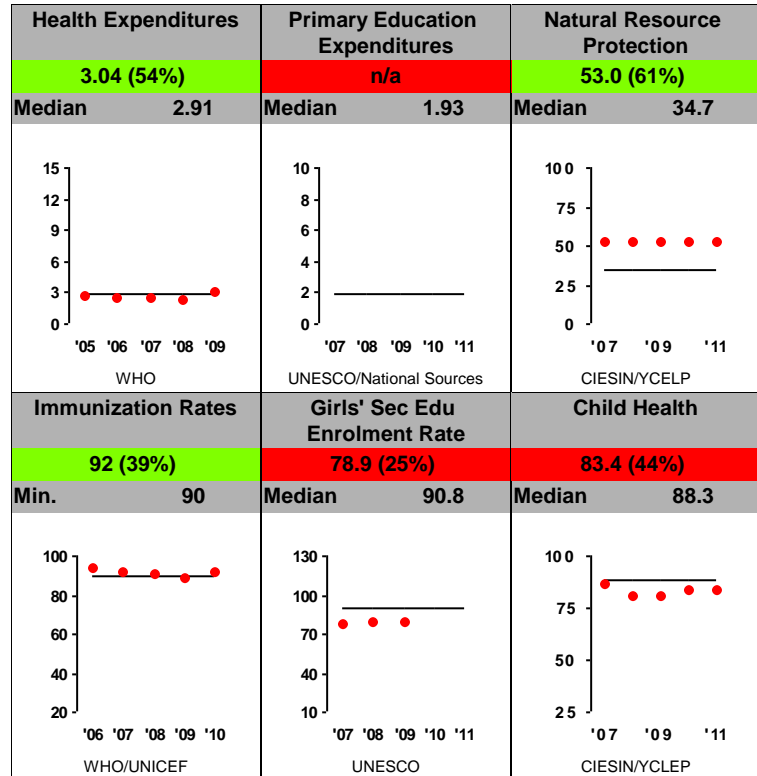 Health Expenditures
3.04 (54%)
Median 2.91
15
12
9
6
3
0
'05 '06 '07 '08 '09
WHO
Primary Education
Expenditures
n/a
Median 1.93
10
8
6
4
2
0
'07 '08 '09 '10 '11
UNESCO/National Sources
Natural Resource
Protection
53.0 (61%)
Median 34.7
100
75
50
25
0
'07 '09 '11
CIESIN/YCELP
Immunization Rates
92 (39%)
Min. 90
100
80
60
40
20
'06 '07 '08 '09 '10
WHO/UNICEF
Girls' Sec Edu
Enrolment Rate
78.9 (25%)
Median 90.8
130
100
70
40
10
'07 '08 '09 '10 '11
UNESCO
Child Health
83.4 (44%)
Median 88.3
100
75
50
25
'07 '09 '11
CIESIN/YCLEP